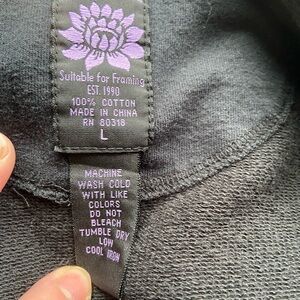 Suitable for Framing
EST. 1990
100% COTTON
MADE IN CHINA
RN 80318
L
MACHINE
WASH COLD
WITH LIKE
COLORS
DO NOT
BLEACH
TUMBLE DRY
LOW
COOL IRON